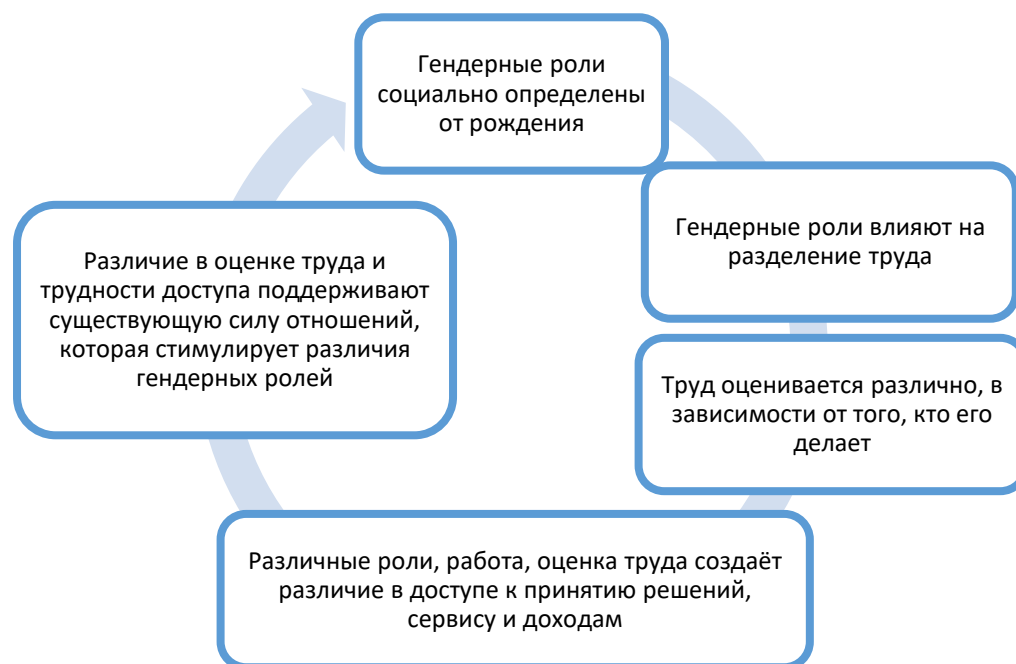 Гендерные роли
социально определены
от рождения
Гендерные роли влияют на
разделение труда
Труд оценивается различно, в
зависимости от того, кто его
делает
Различные роли, работа, оценка труда создаёт
различие в доступе к принятию решений,
сервису и доходам
Различие в оценке труда и
трудности доступа поддерживают
существующую силу отношений,
которая стимулирует различия
гендерных ролей